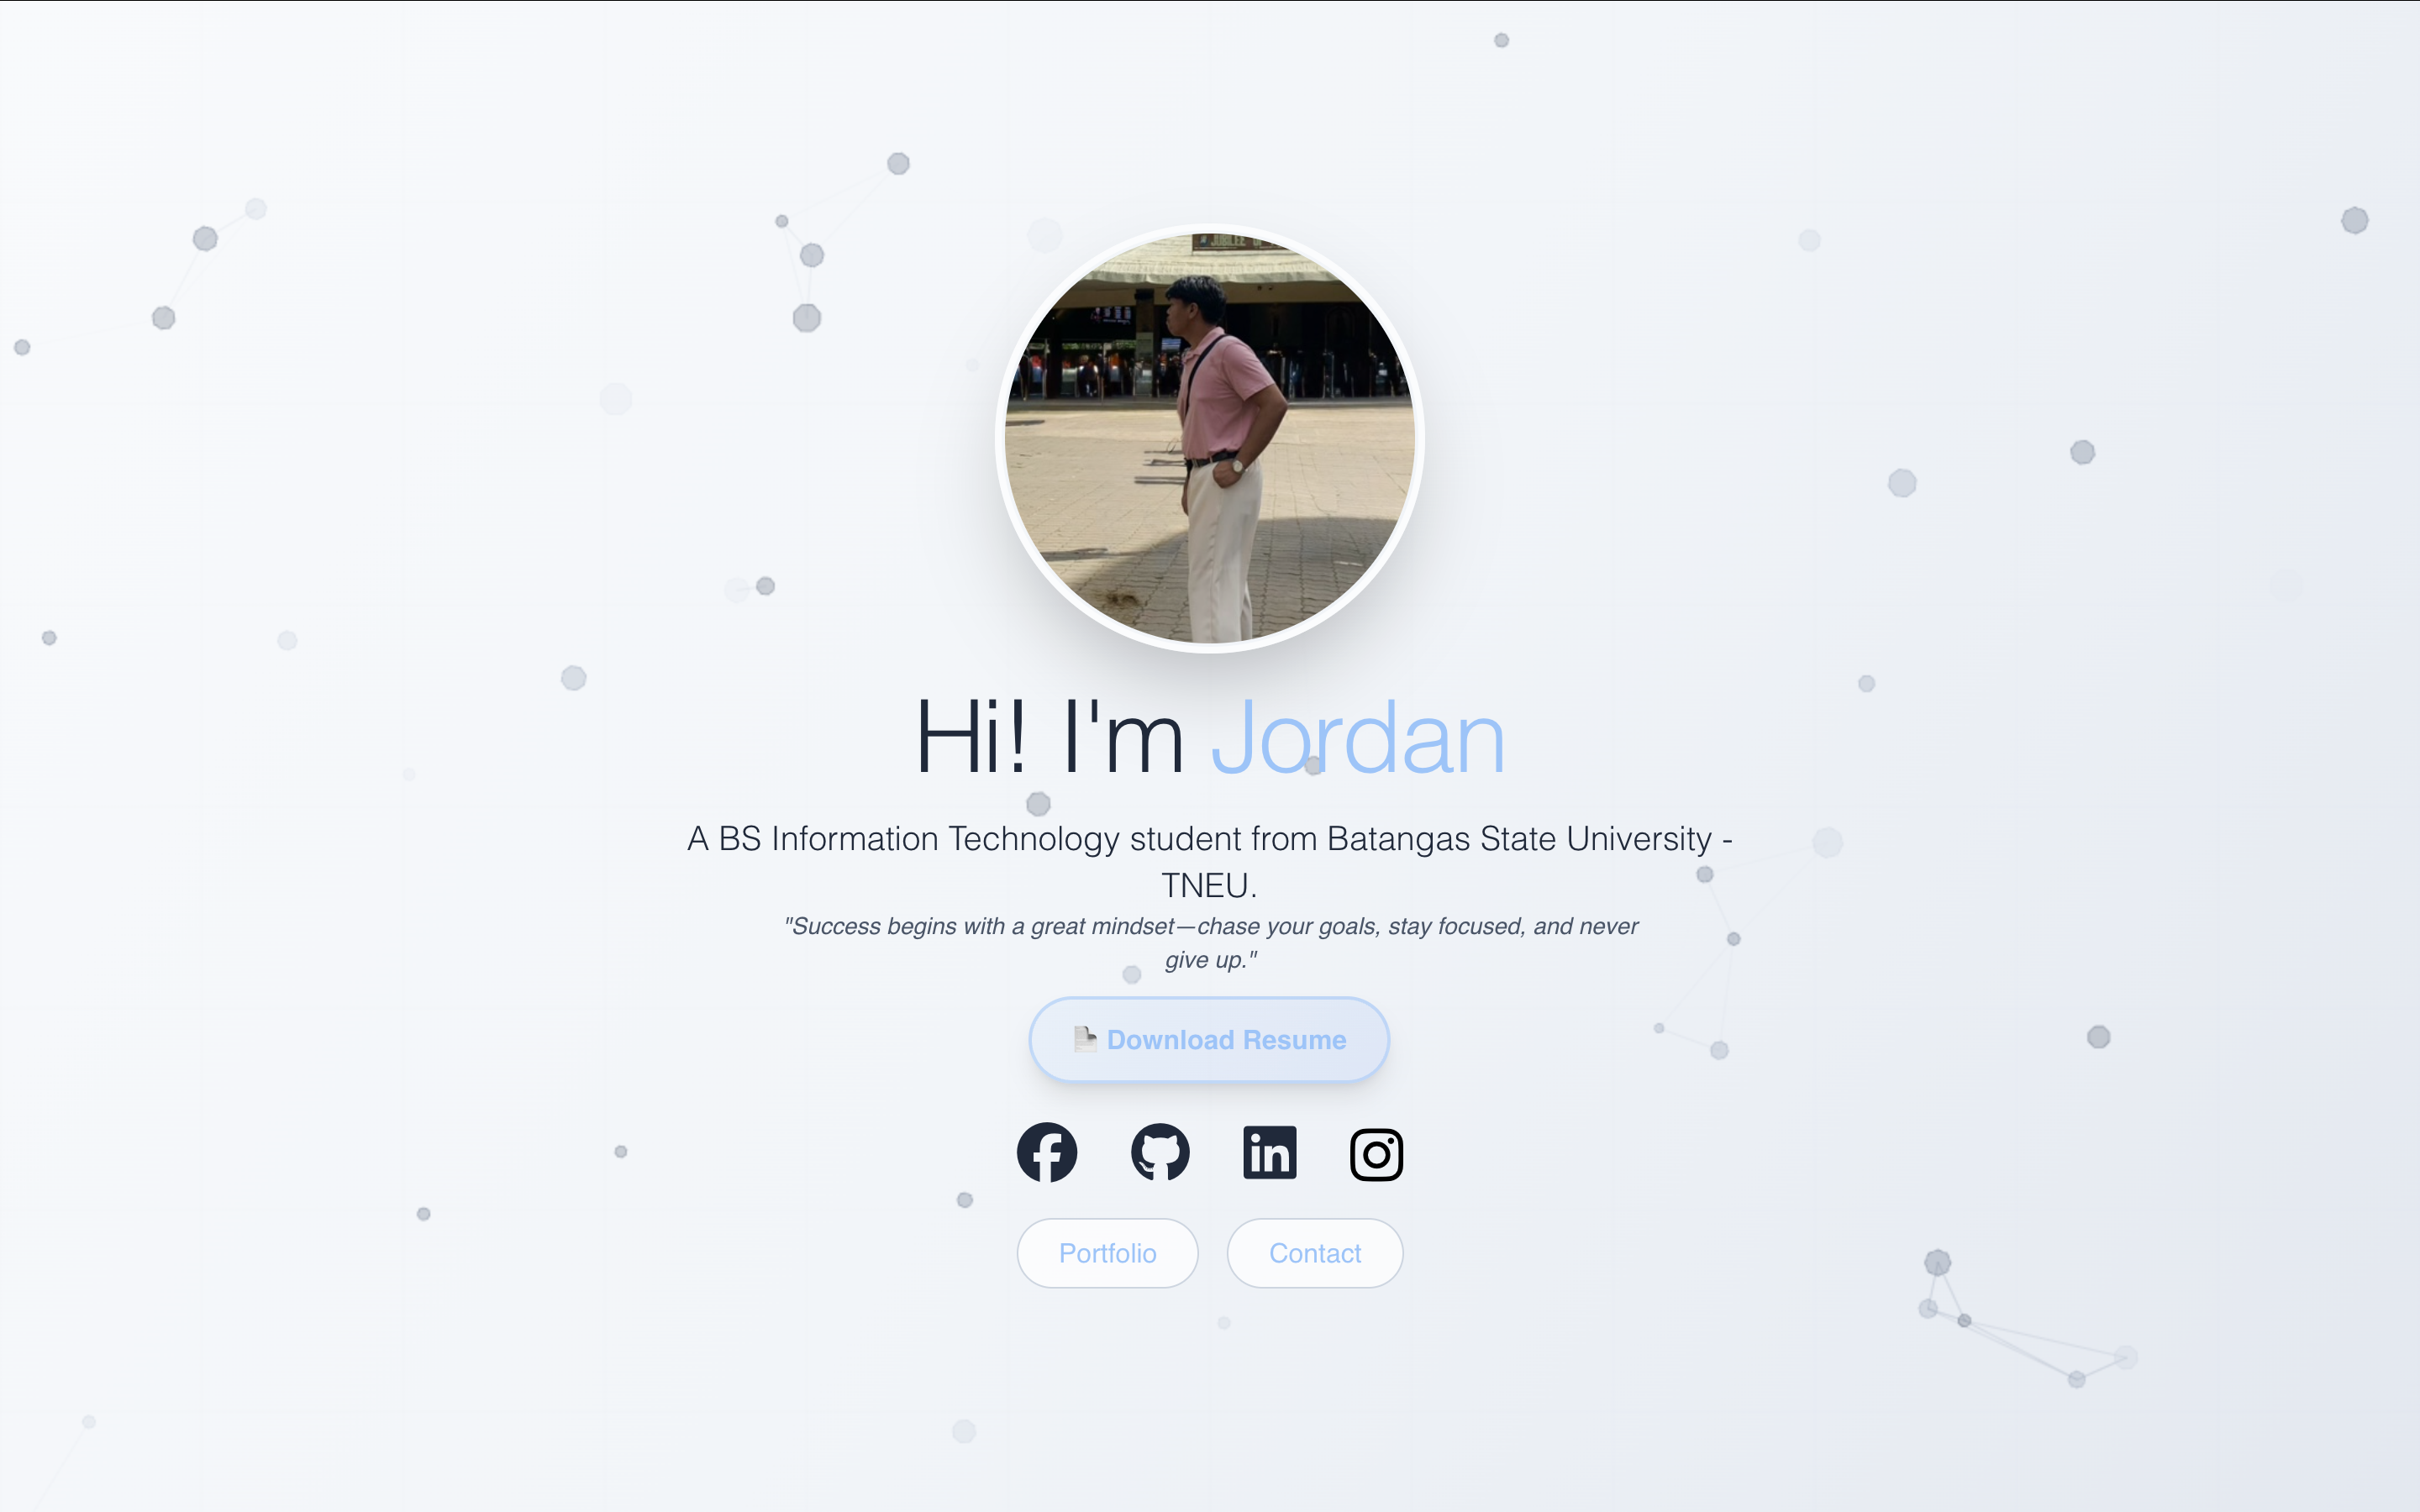 Hi! I'm Jordan
A BS Information Technology student from Batangas State University -
TNEU.
"Success begins with a great mindset—chase your goals, stay focused, and never
give up."
Download Resume
Portfolio Contact